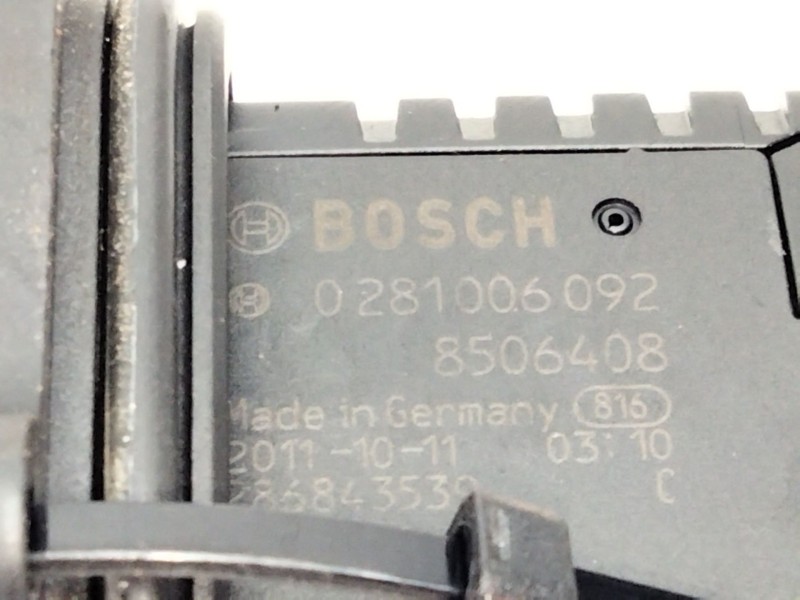 BOSCH
0 281 006 092
8506408
Made in Germany 816
2011-10-11 03:10
C